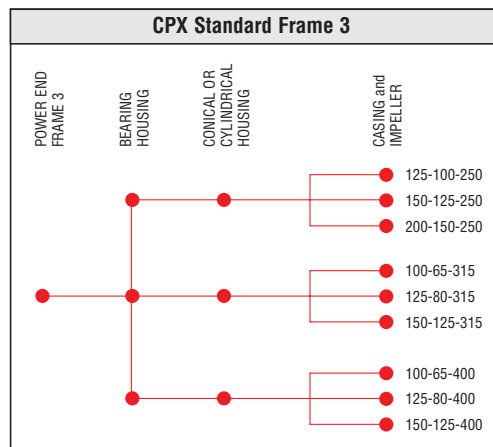 CPX Standard Frame 3
POWER END
FRAME 3
BEARING
HOUSING
CONICAL OR
CYLINDRICAL
HOUSING
CASING and
IMPELLER
125-100-250
150-125-250
200-150-250
100-65-315
125-80-315
150-125-315
100-65-400
125-80-400
150-125-400